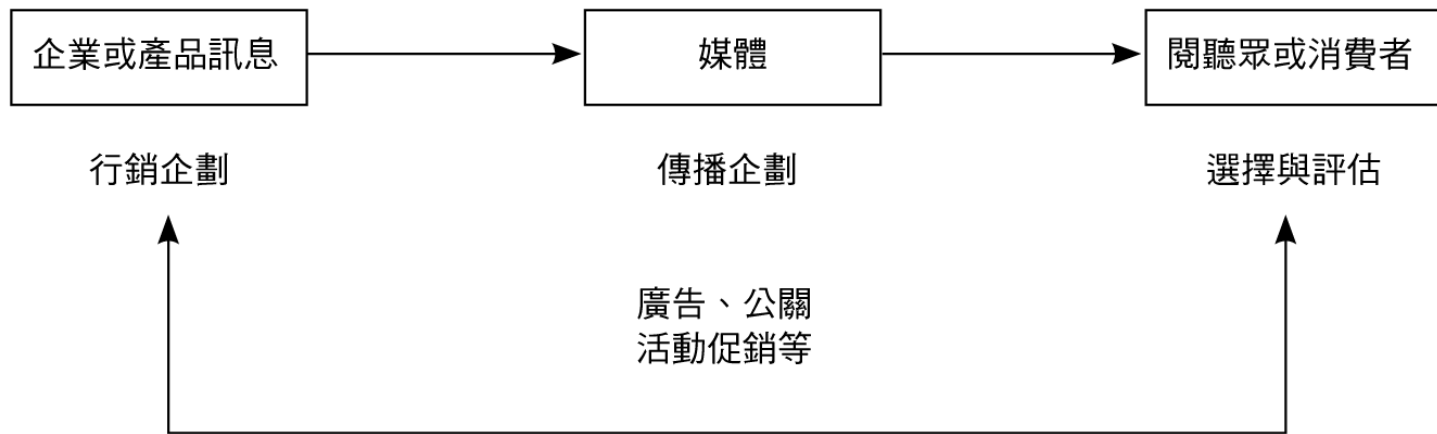 企業或產品訊息
媒體
閱聽眾或消費者
行銷企劃
傳播企劃
選擇與評估
廣告、公關
活動促銷等